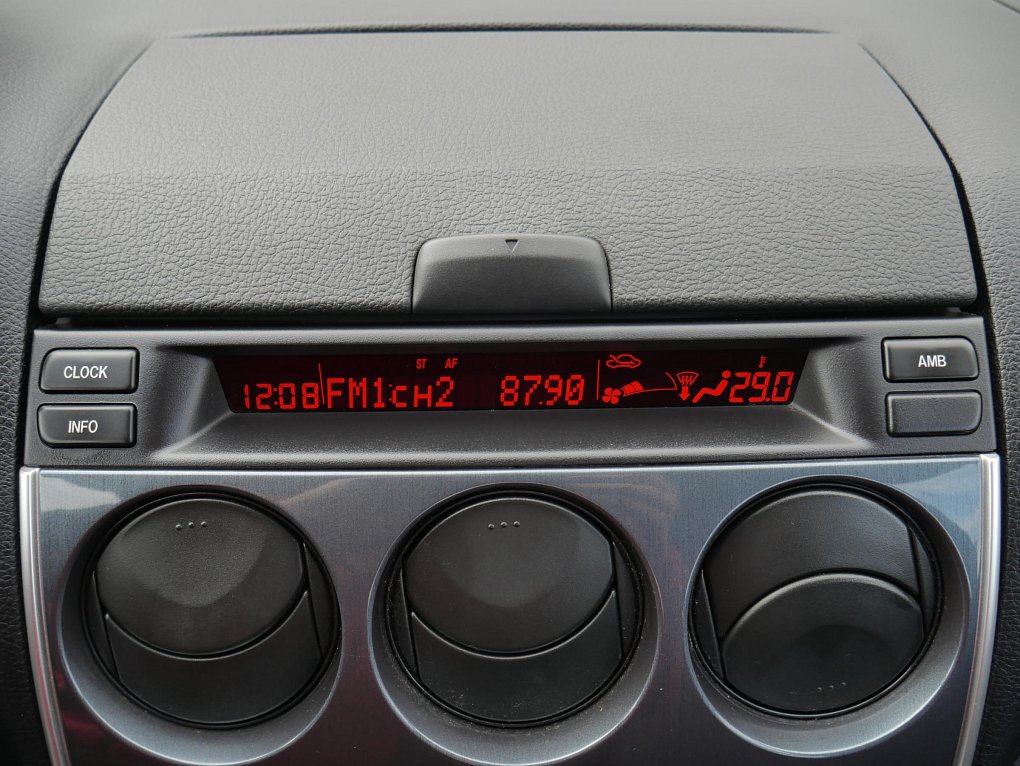 CLOCK
INFO
ST AF
12:08 FM1:CH2 87.90 29.0
AMB